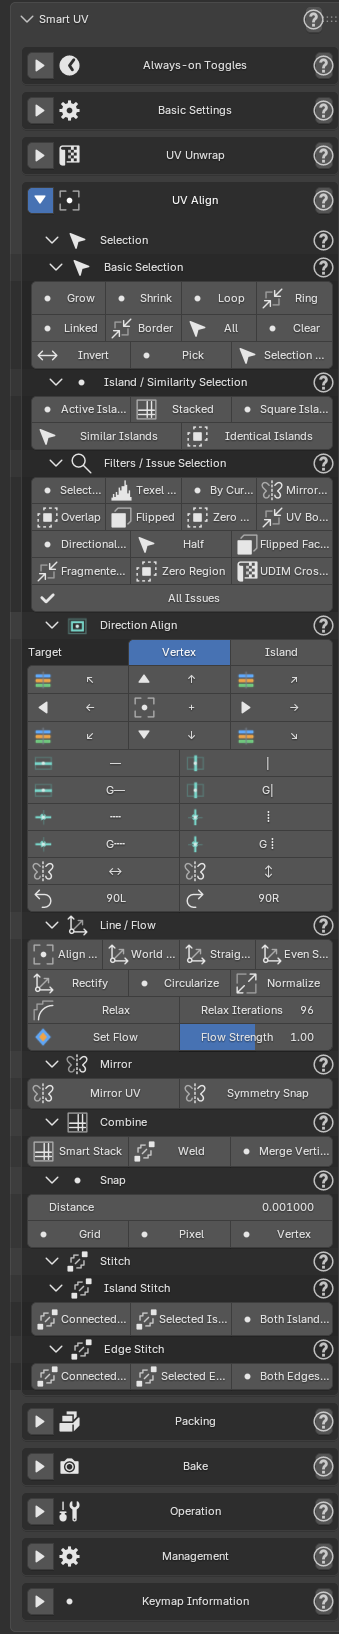 Smart UV
Always-on Toggles
Basic Settings
UV Unwrap
UV Align
Selection
Basic Selection
Grow Shrink Loop Ring
Linked Border All Clear
Invert Pick Selection ...
Island / Similarity Selection
Active Isla... Stacked Square Isla...
Similar Islands Identical Islands
Filters / Issue Selection
Select... Texel ... By Cur... Mirror...
Overlap Flipped Zero ... UV Bo...
Directional... Half Flipped Fac...
Fragmente... Zero Region UDIM Cros...
All Issues
Direction Align
Target Vertex Island
↖ ↑ ↗
← + →
↙ ↓ ↘
— |
G— G|
┄ ⁞
G┄ G⁞
↔ ↕
90L 90R
Line / Flow
Align ... World ... Straig... Even S...
Rectify Circularize Normalize
Relax Relax Iterations 96
Set Flow Flow Strength 1.00
Mirror
Mirror UV Symmetry Snap
Combine
Smart Stack Weld Merge Verti...
Snap
Distance 0.001000
Grid Pixel Vertex
Stitch
Island Stitch
Connected... Selected Is... Both Island...
Edge Stitch
Connected... Selected E... Both Edges...
Packing
Bake
Operation
Management
Keymap Information